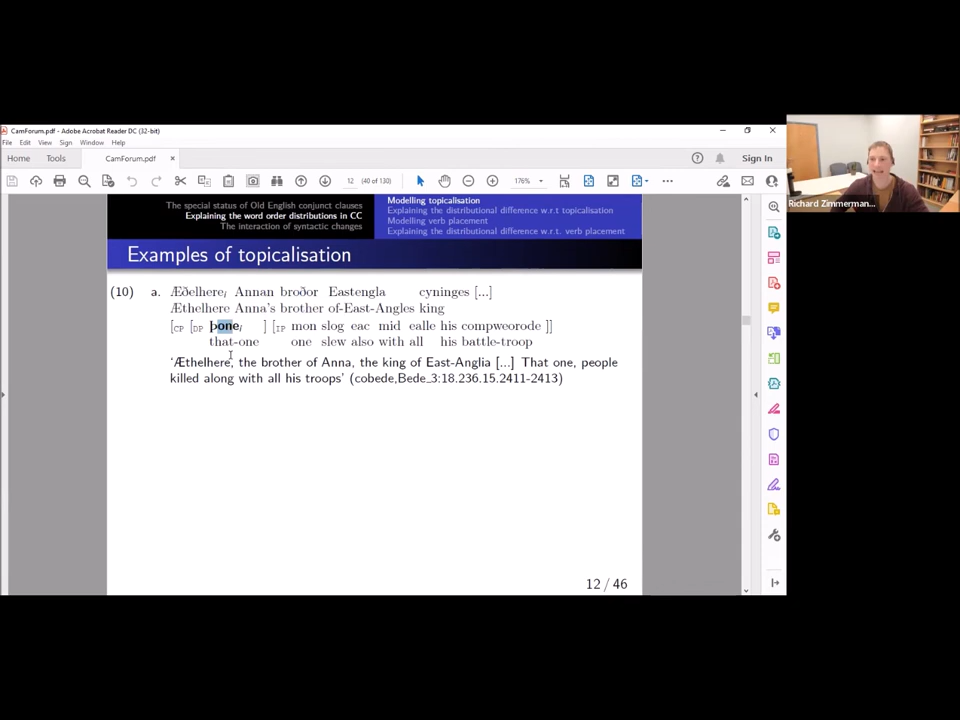 CamForum.pdf - Adobe Acrobat Reader DC (32-bit)
File Edit View Window Help
Home Tools CamForum.pdf × Sign In
12 (40 of 130) 176%
The special status of Old English conjunct clauses
Explaining the word order distributions in CC
The interaction of syntactic changes
Modelling topicalisation
Explaining the distributional difference w.r.t topicalisation
Modelling verb placement
Explaining the distributional difference w.r.t. verb placement
Examples of topicalisation
(10) a. Æðelhereⱼ Annan broðor Eastengla cyninges [...]
Æthelhere Anna's brother of-East-Angles king
[CP [DP þoneⱼ ] [IP mon slog eac mid ealle his compweorode ]]
that-one one slew also with all his battle-troop
‘Æthelhere, the brother of Anna, the king of East-Anglia [...] That one, people
killed along with all his troops’ (cobede,Bede_3:18.236.15.2411-2413)
12 / 46
Richard Zimmerman...